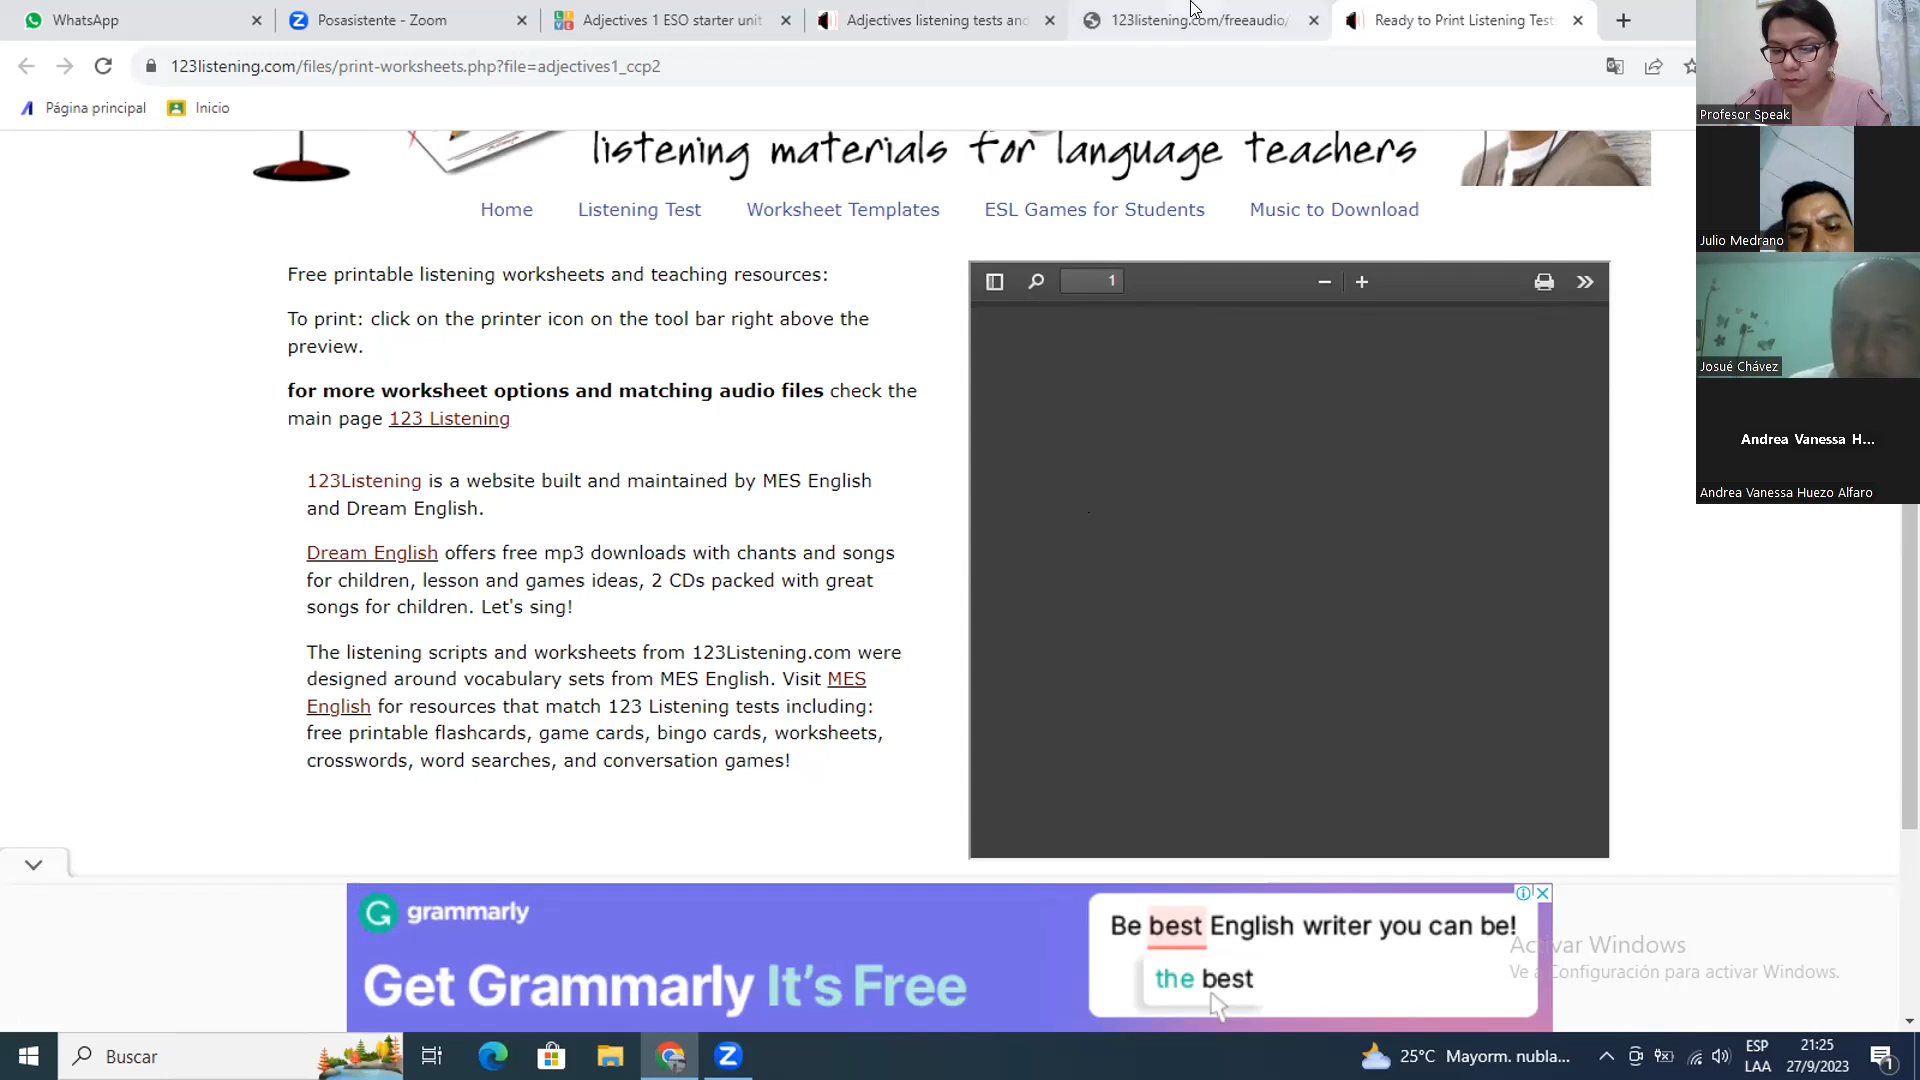 WhatsApp
Posasistente - Zoom
Adjectives 1 ESO starter unit
Adjectives listening tests and
123listening.com/freeaudio/
Ready to Print Listening Test
123listening.com/files/print-worksheets.php?file=adjectives1_ccp2
Página principal
Inicio
Profesor Speak
Julio Medrano
Josué Chávez
Andrea Vanessa H...
Andrea Vanessa Huezo Alfaro
listening materials for language teachers
Home
Listening Test
Worksheet Templates
ESL Games for Students
Music to Download
Free printable listening worksheets and teaching resources:
To print: click on the printer icon on the tool bar right above the
preview.
for more worksheet options and matching audio files check the
main page 123 Listening
123Listening is a website built and maintained by MES English
and Dream English.
Dream English offers free mp3 downloads with chants and songs
for children, lesson and games ideas, 2 CDs packed with great
songs for children. Let's sing!
The listening scripts and worksheets from 123Listening.com were
designed around vocabulary sets from MES English. Visit MES
English for resources that match 123 Listening tests including:
free printable flashcards, game cards, bingo cards, worksheets,
crosswords, word searches, and conversation games!
1
grammarly
Get Grammarly It's Free
Be best English writer you can be!
the best
Activar Windows
Ve a Configuración para activar Windows.
Buscar
25°C Mayorm. nubla...
ESP
LAA
21:25
27/9/2023
1